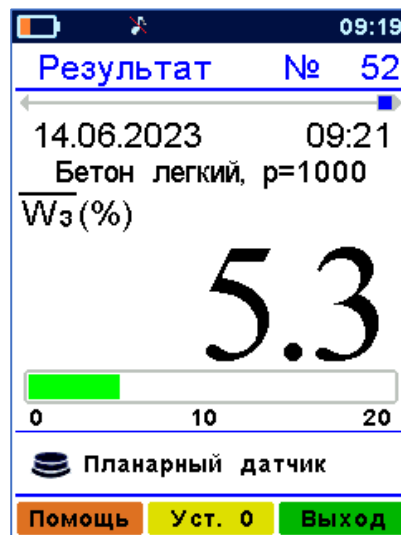 09:19
Результат № 52
14.06.2023 09:21
Бетон легкий, p=1000
W3(%)
5.3
0 10 20
Планарный датчик
Помощь Уст. 0 Выход